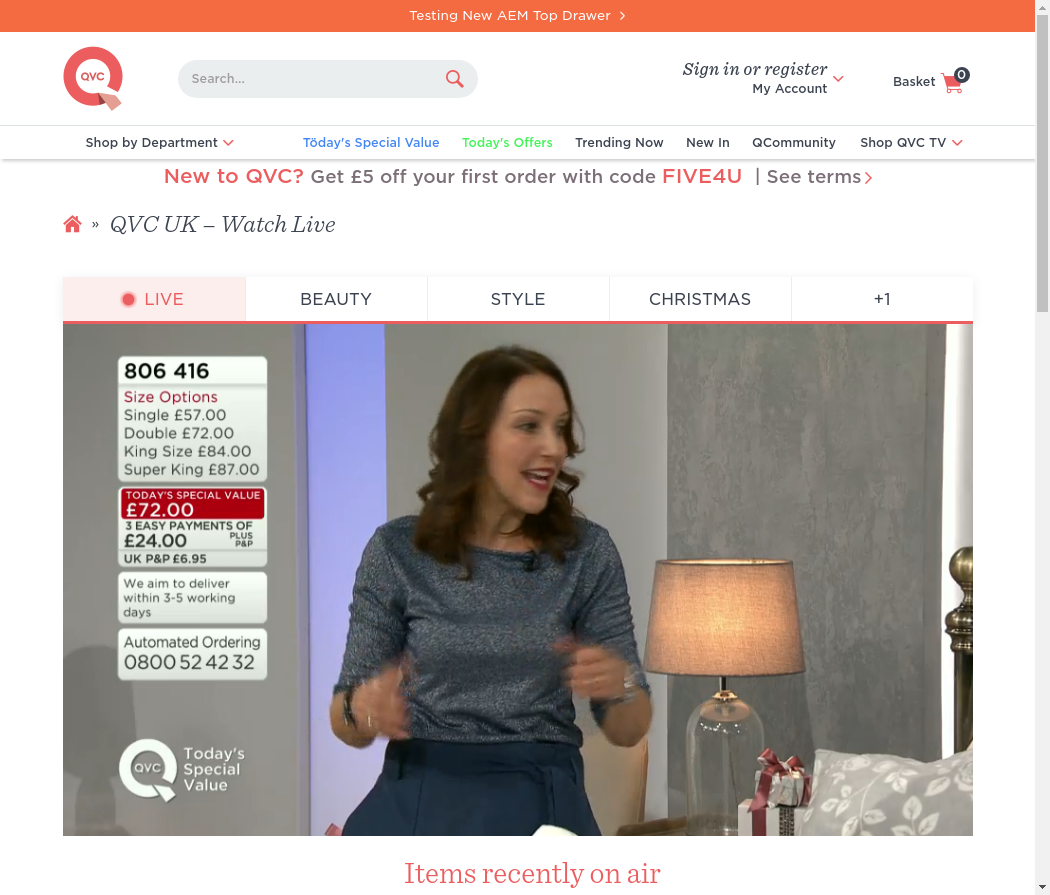 Testing New AEM Top Drawer
QVC
Search...
Sign in or register
My Account
Basket
0
Shop by Department
Töday's Special Value
Today's Offers
Trending Now
New In
QCommunity
Shop QVC TV
New to QVC? Get £5 off your first order with code FIVE4U | See terms
» QVC UK – Watch Live
LIVE
BEAUTY
STYLE
CHRISTMAS
+1
806 416
Size Options
Single £57.00
Double £72.00
King Size £84.00
Super King £87.00
TODAY'S SPECIAL VALUE
£72.00
3 EASY PAYMENTS OF
£24.00 PLUS P&P
UK P&P £6.95
We aim to deliver
within 3-5 working
days
Automated Ordering
0800 52 42 32
QVC
Today's
Special
Value
Items recently on air